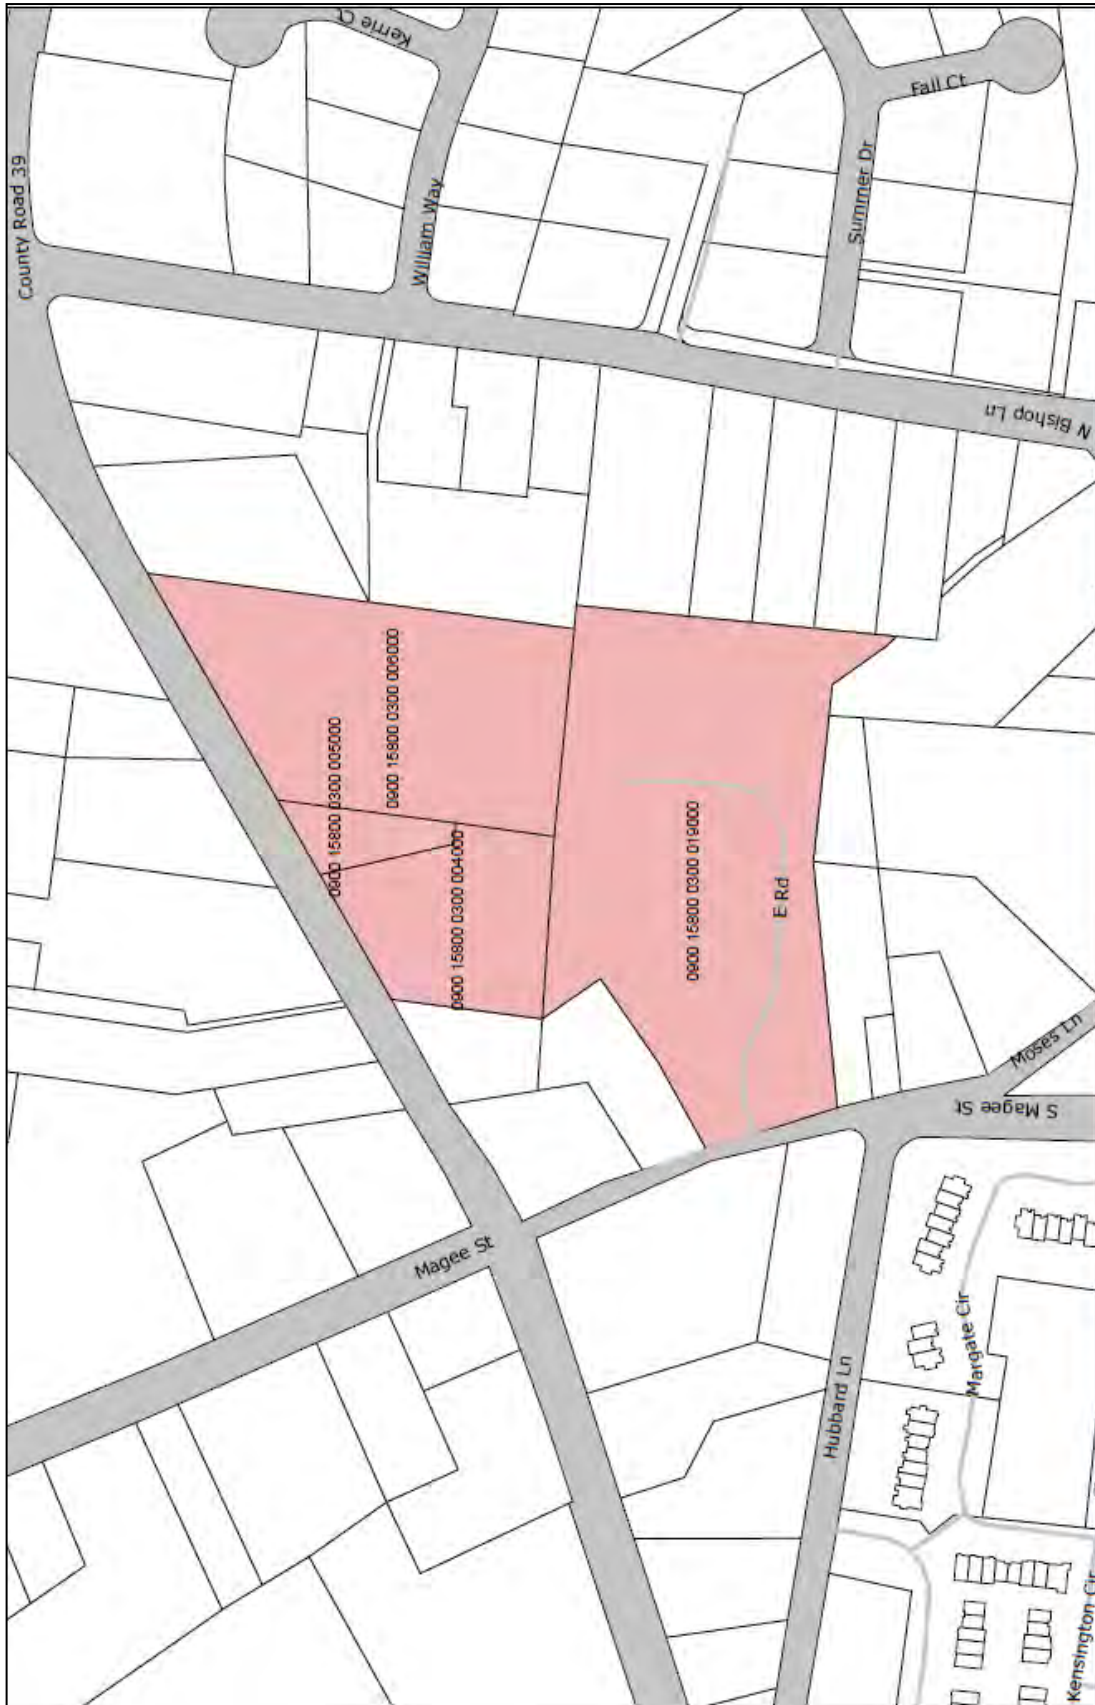 Kerrie Ct
Fall Ct
County Road 39
William Way
Summer Dr
N Bishop Ln
0900 15800 0300 006000
0900 15800 0300 005000
0900 15800 0300 004000
0900 15800 0300 019000
E Rd
Moses Ln
S Magee St
Magee St
Margate Cir
Hubbard Ln
Kensington Cir